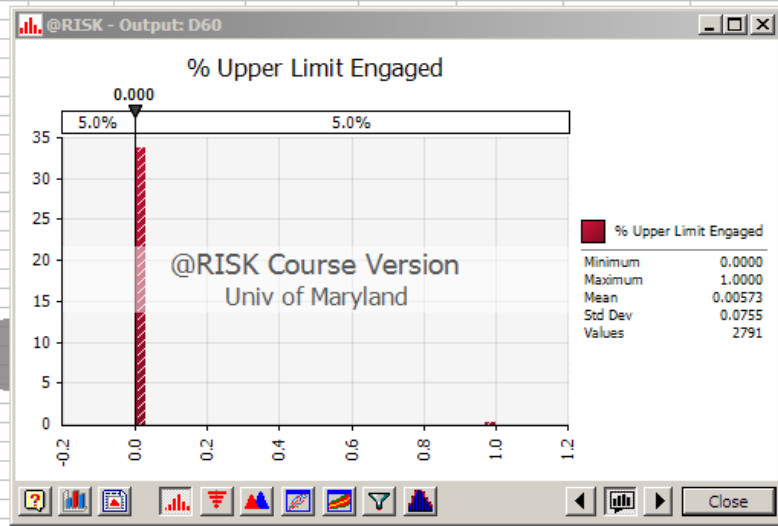 @RISK - Output: D60
% Upper Limit Engaged
0.000
5.0% 5.0%
35
30
25
20
15
10
5
0
-0.2 0.0 0.2 0.4 0.6 0.8 1.0 1.2
@RISK Course Version
Univ of Maryland
% Upper Limit Engaged
Minimum 0.0000
Maximum 1.0000
Mean 0.00573
Std Dev 0.0755
Values 2791
Close